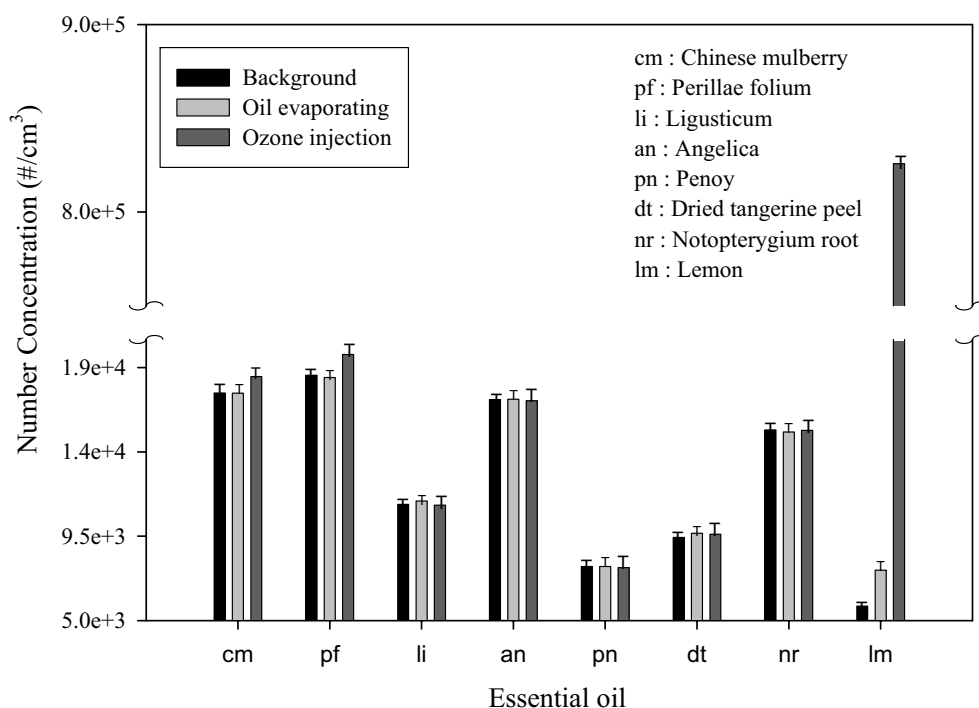 9.0e+5
Background
Oil evaporating
Ozone injection
cm : Chinese mulberry
pf : Perillae folium
li : Ligusticum
an : Angelica
pn : Penoy
dt : Dried tangerine peel
nr : Notopterygium root
lm : Lemon
8.0e+5
Number Concentration (#/cm³)
1.9e+4
1.4e+4
9.5e+3
5.0e+3
cm pf li an pn dt nr lm
Essential oil